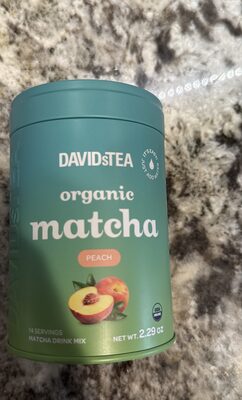 DAVIDsTEA
organic
matcha
PEACH
14 SERVINGS
MATCHA DRINK MIX
NET WT. 2.29 oz